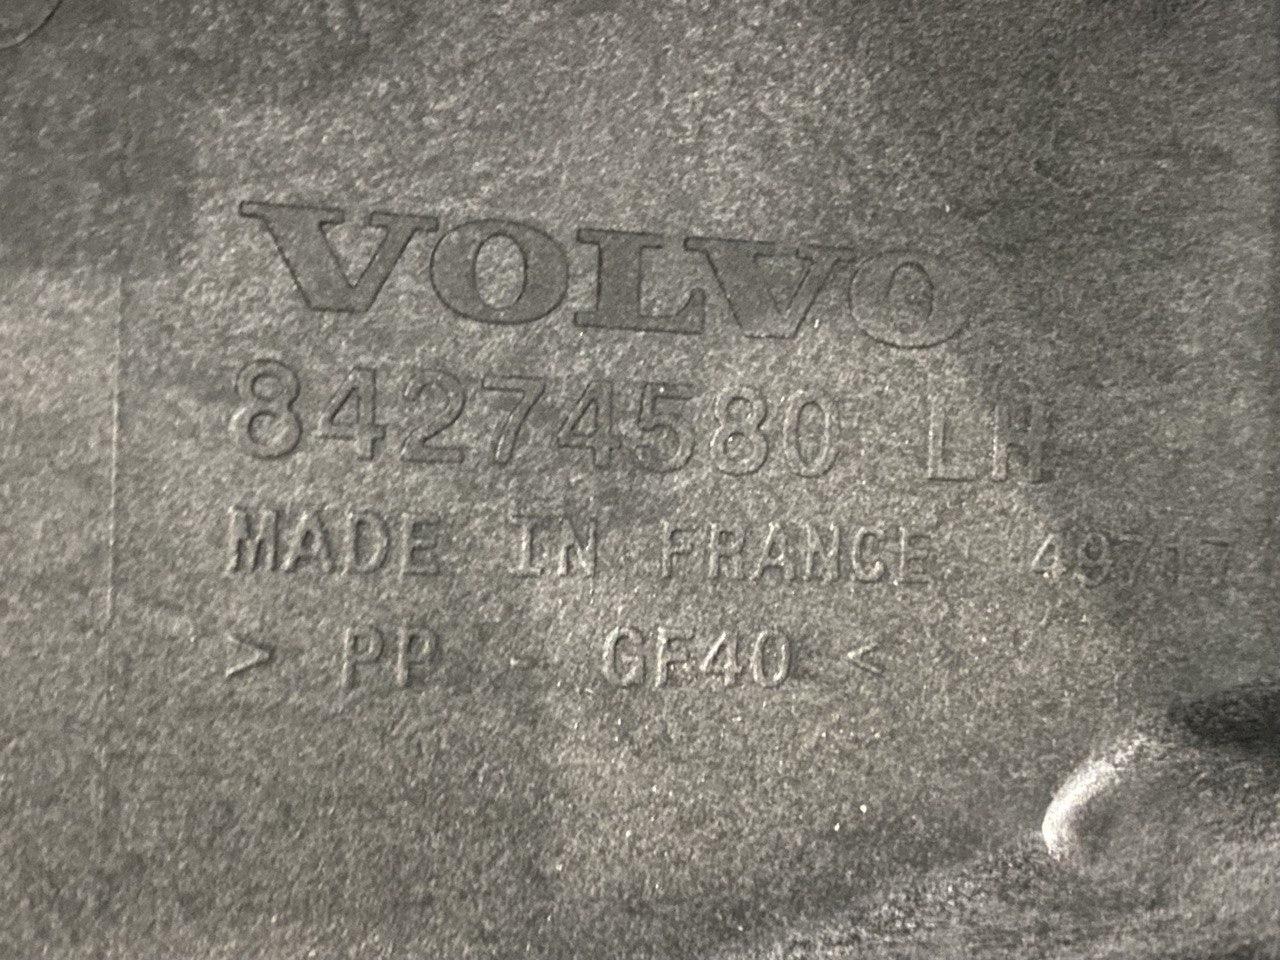 VOLVO
84274580 LH
MADE IN FRANCE 49717
> PP - GF40 <